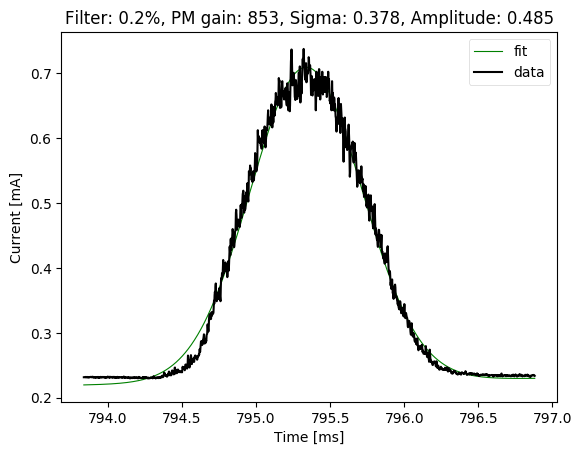 Filter: 0.2%, PM gain: 853, Sigma: 0.378, Amplitude: 0.485
fit
data
0.7
0.6
0.5
0.4
0.3
0.2
Current [mA]
794.0 794.5 795.0 795.5 796.0 796.5 797.0
Time [ms]